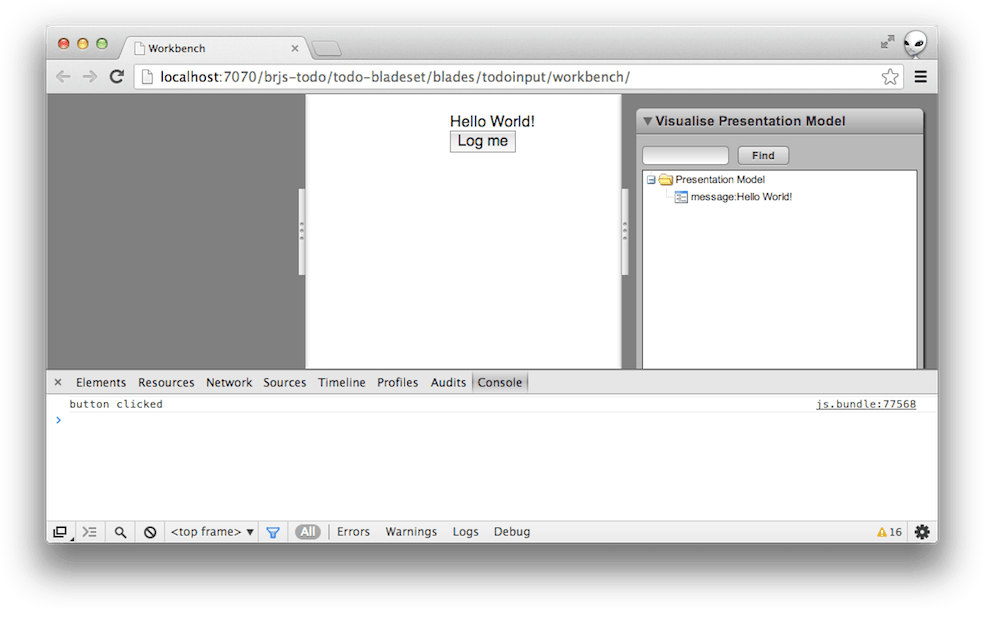 Workbench
localhost:7070/brjs-todo/todo-bladeset/blades/todoinput/workbench/
Hello World!
Log me
Visualise Presentation Model
Find
Presentation Model
message:Hello World!
Elements Resources Network Sources Timeline Profiles Audits Console
button clicked js.bundle:77568
<top frame> All Errors Warnings Logs Debug 16